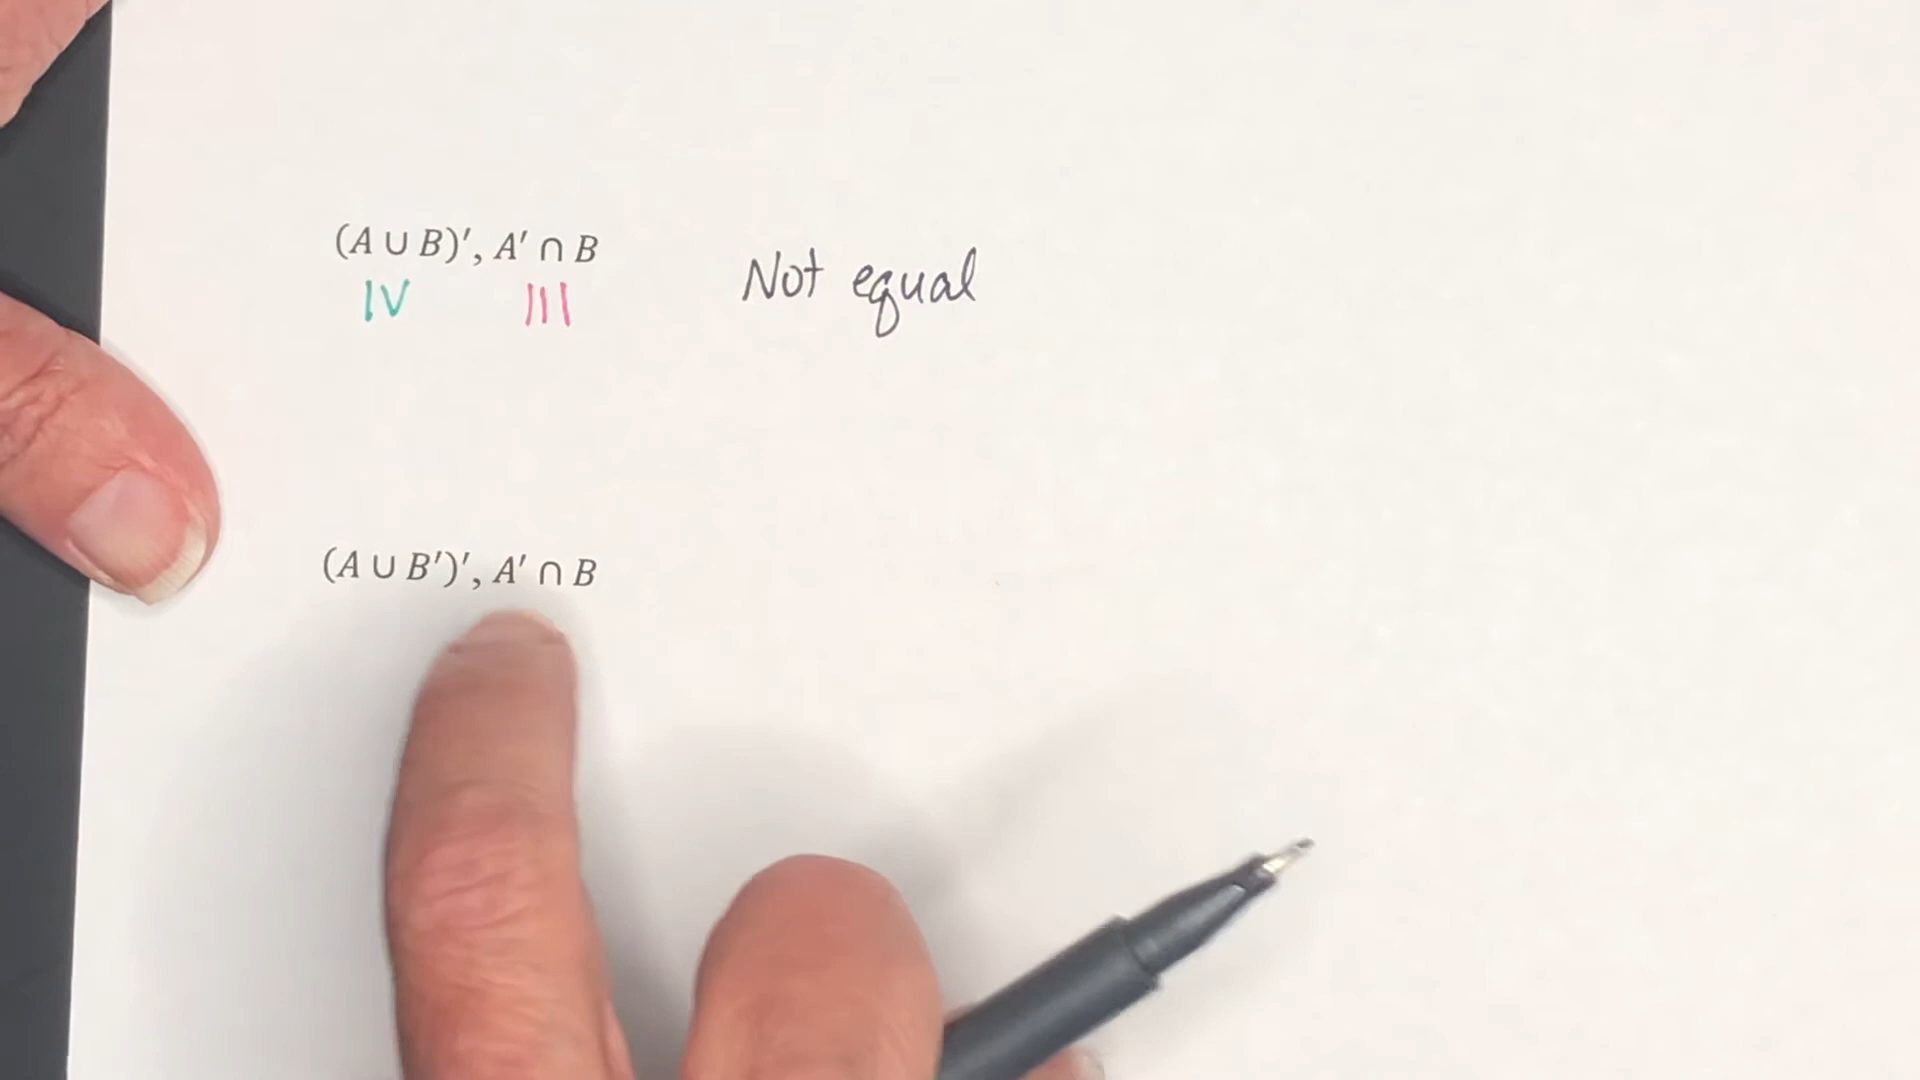 (A ∪ B)′, A′ ∩ B
IV III Not equal
(A ∪ B′)′, A′ ∩ B